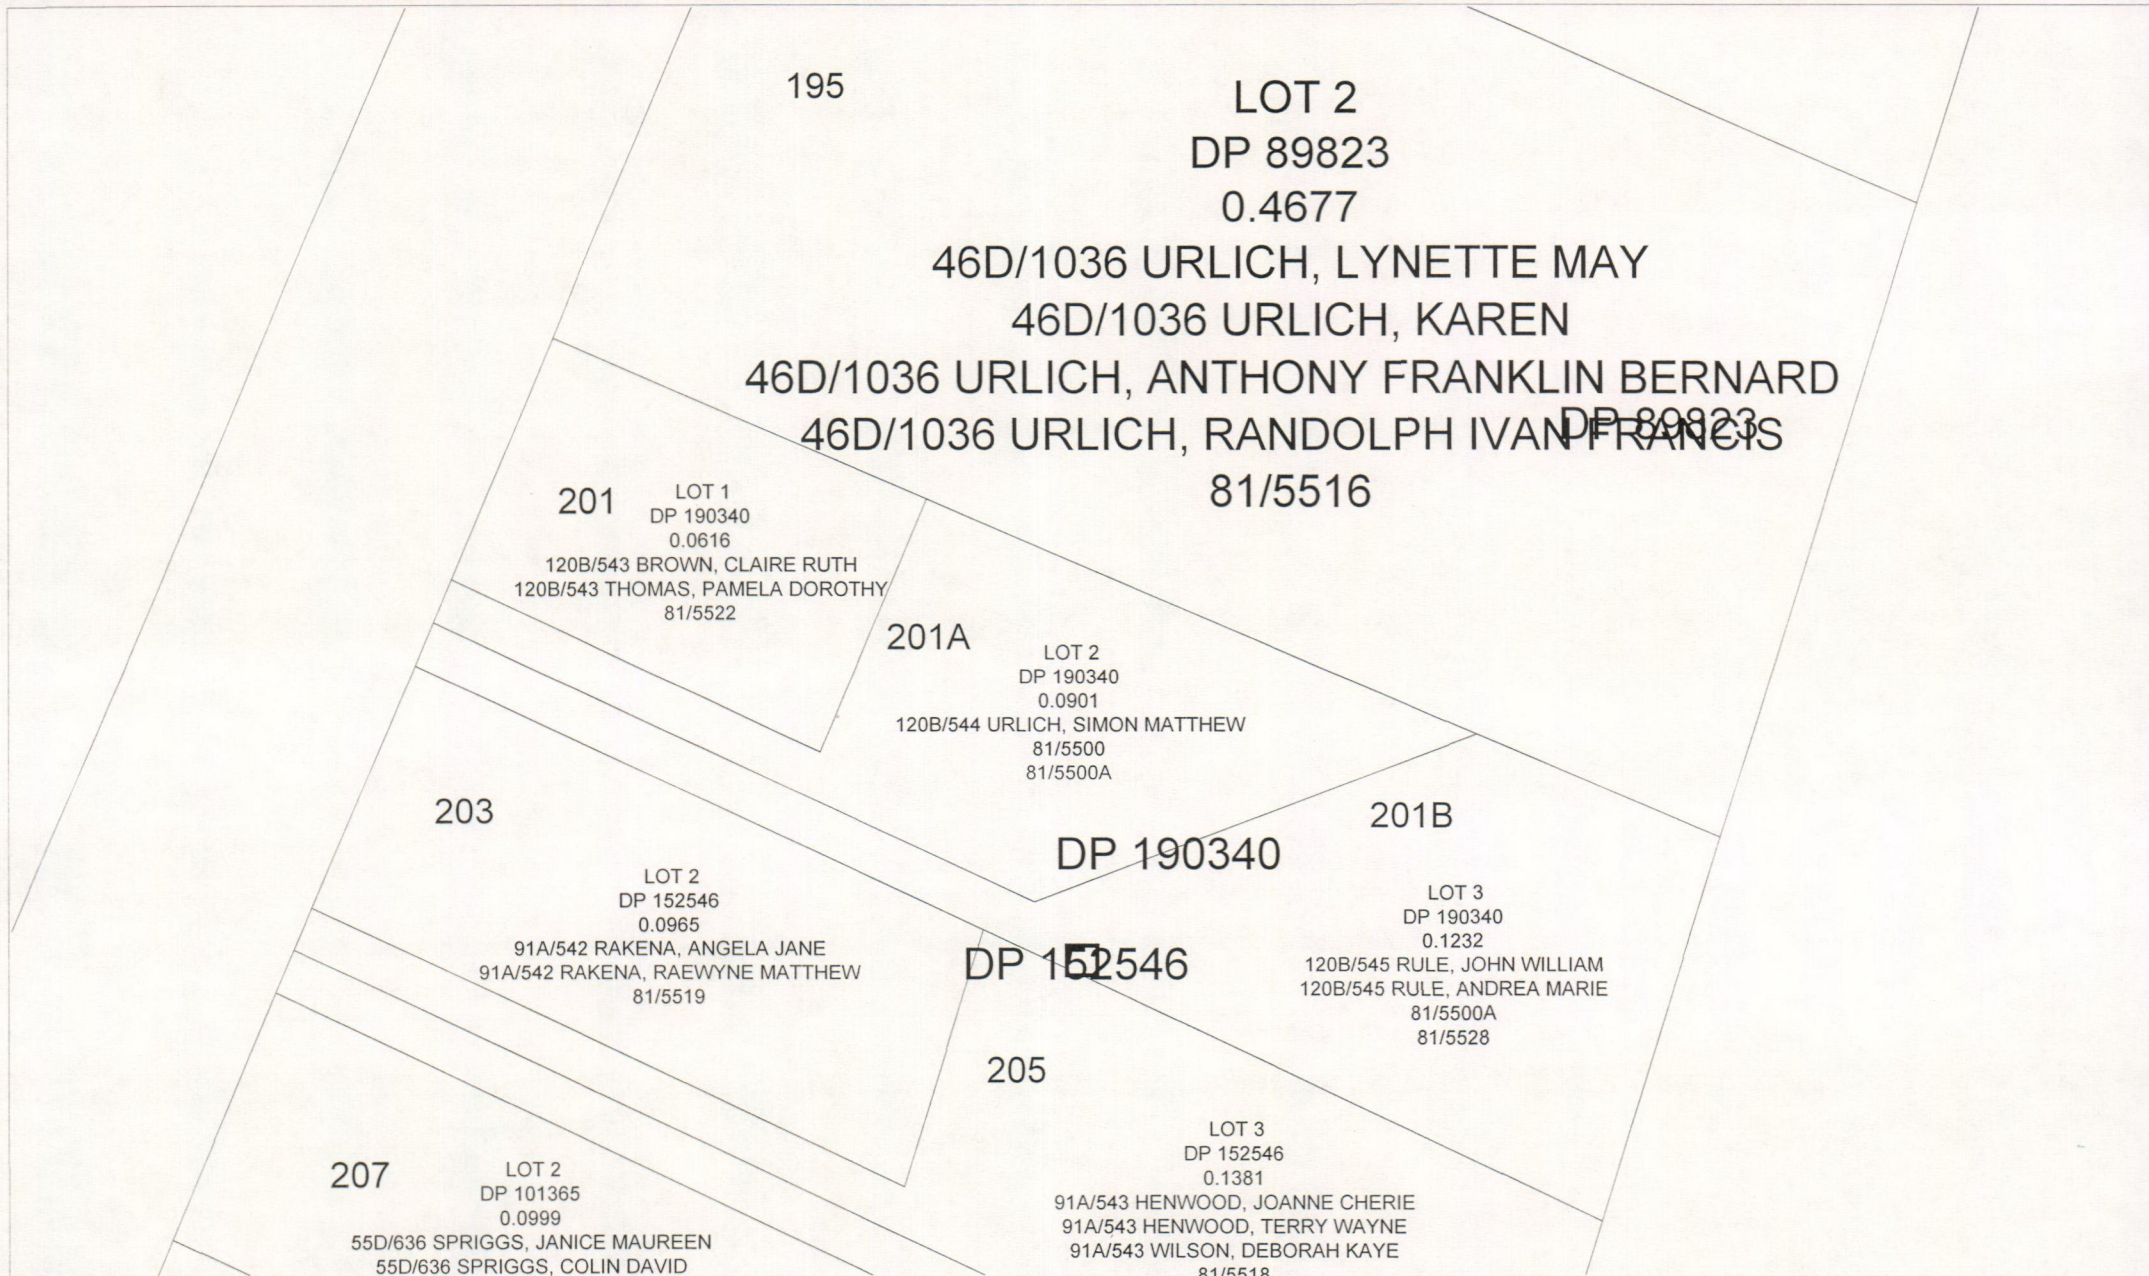 195
LOT 2
DP 89823
0.4677
46D/1036 URLICH, LYNETTE MAY
46D/1036 URLICH, KAREN
46D/1036 URLICH, ANTHONY FRANKLIN BERNARD
46D/1036 URLICH, RANDOLPH IVAN FRANCIS
DP 89823
81/5516
201
LOT 1
DP 190340
0.0616
120B/543 BROWN, CLAIRE RUTH
120B/543 THOMAS, PAMELA DOROTHY
81/5522
201A
LOT 2
DP 190340
0.0901
120B/544 URLICH, SIMON MATTHEW
81/5500
81/5500A
203
LOT 2
DP 152546
0.0965
91A/542 RAKENA, ANGELA JANE
91A/542 RAKENA, RAEWYNE MATTHEW
81/5519
DP 190340
201B
LOT 3
DP 190340
0.1232
120B/545 RULE, JOHN WILLIAM
120B/545 RULE, ANDREA MARIE
81/5500A
81/5528
DP 152546
205
LOT 3
DP 152546
0.1381
91A/543 HENWOOD, JOANNE CHERIE
91A/543 HENWOOD, TERRY WAYNE
91A/543 WILSON, DEBORAH KAYE
81/5518
207
LOT 2
DP 101365
0.0999
55D/636 SPRIGGS, JANICE MAUREEN
55D/636 SPRIGGS, COLIN DAVID